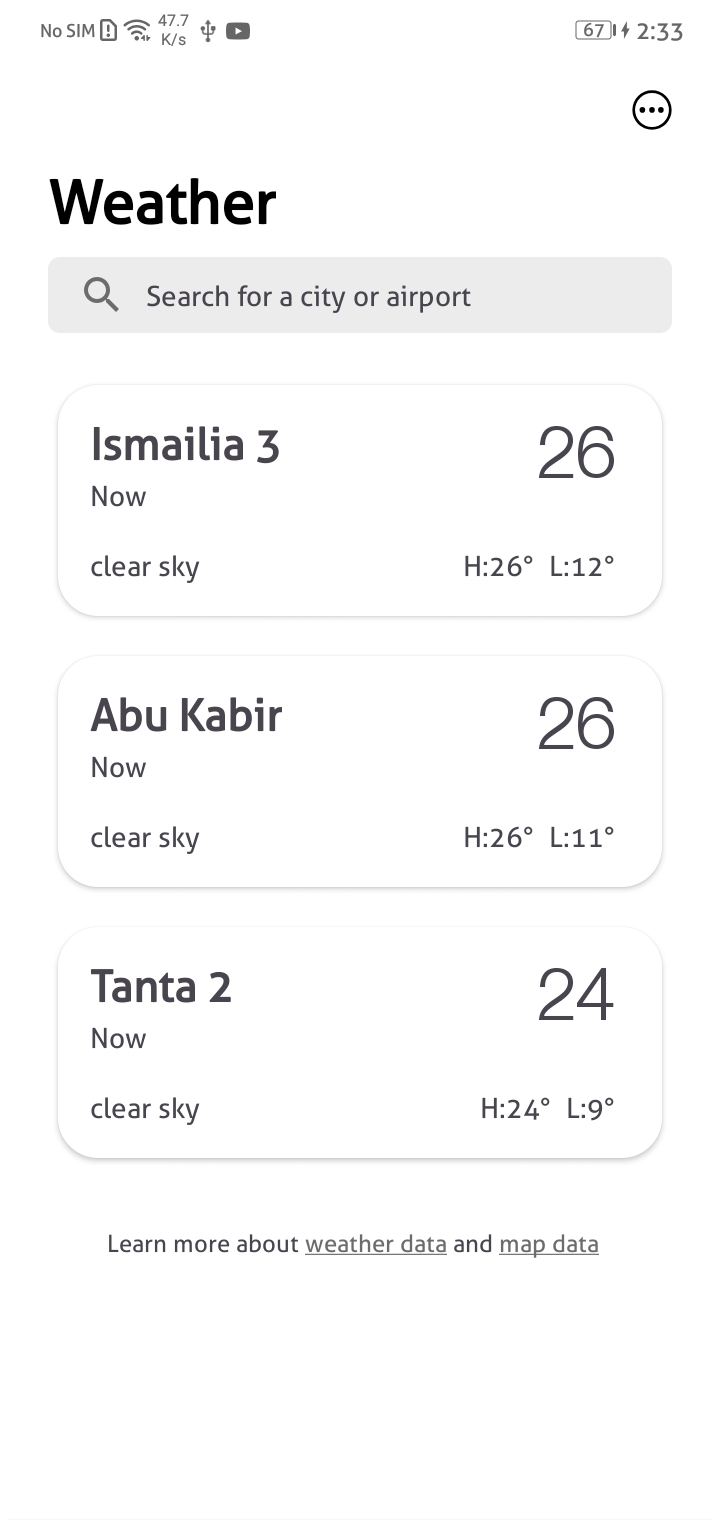 No SIM 47.7 K/s 67 2:33
Weather
Search for a city or airport
Ismailia 3 26
Now
clear sky H:26° L:12°
Abu Kabir 26
Now
clear sky H:26° L:11°
Tanta 2 24
Now
clear sky H:24° L:9°
Learn more about weather data and map data